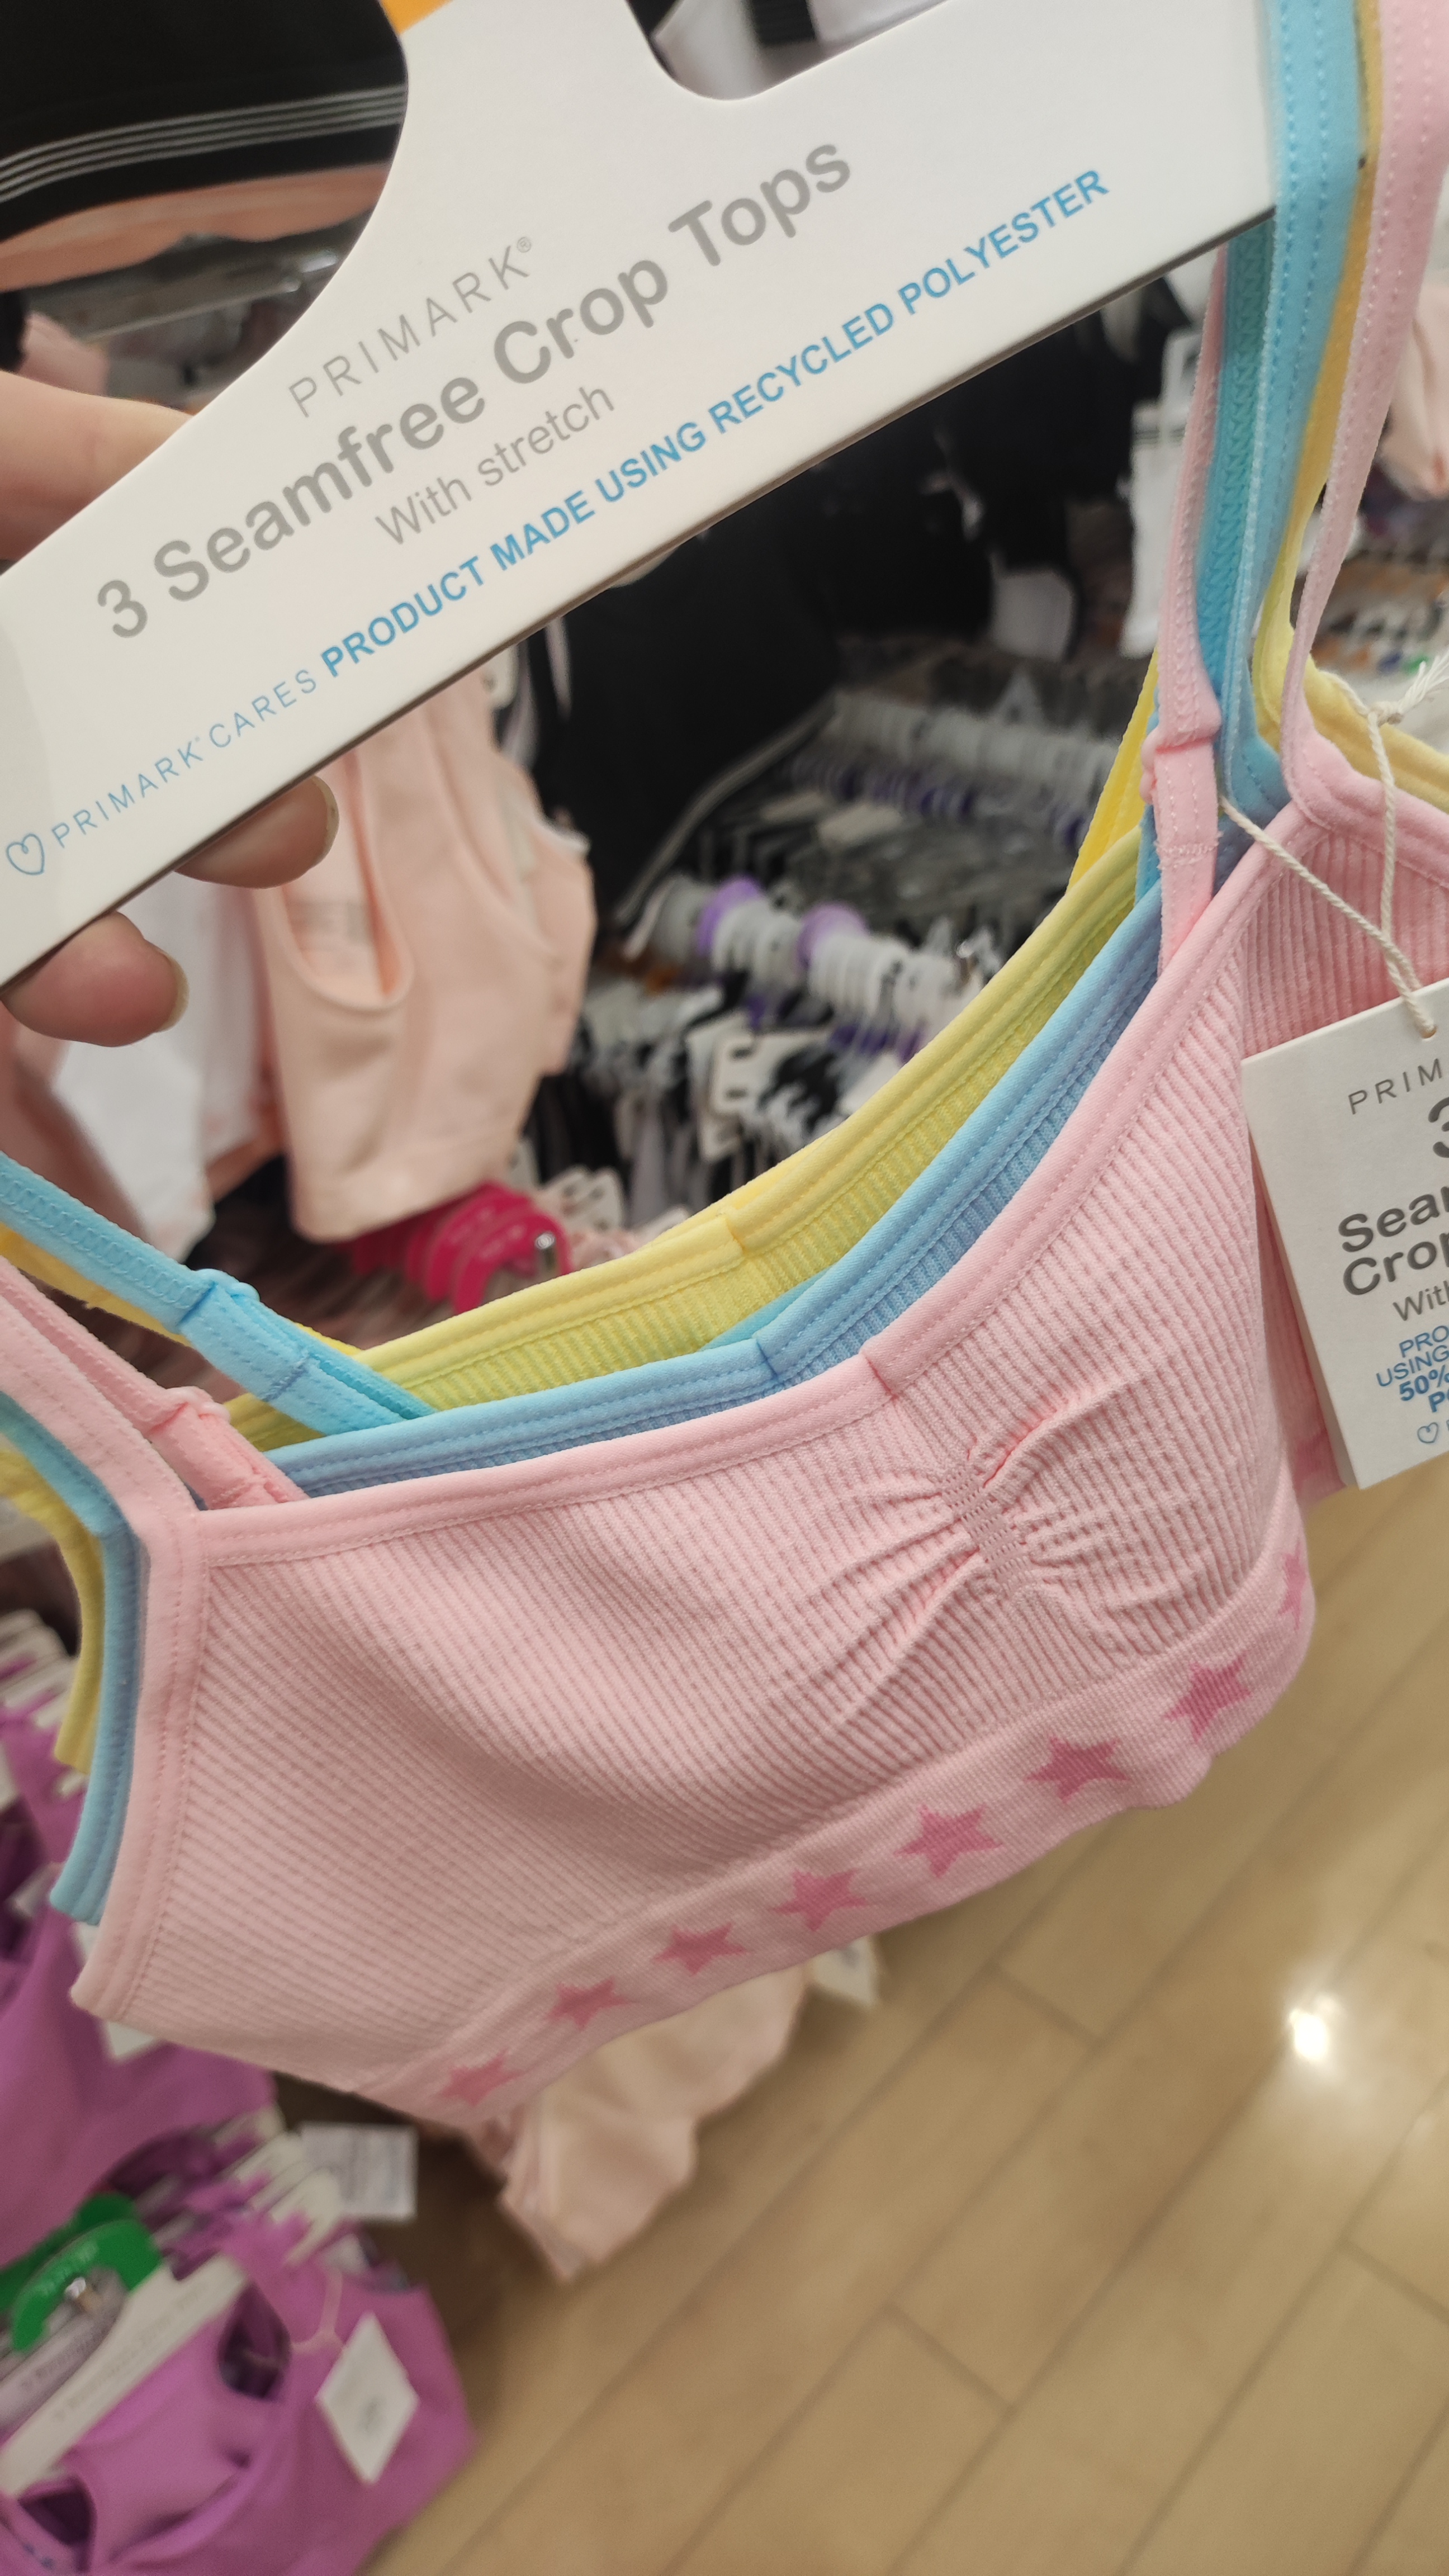 PRIMARK®
3 Seamfree Crop Tops
With stretch
PRIMARK® CARES PRODUCT MADE USING RECYCLED POLYESTER
PRIM
3
Sea
Cro
With
PRO
USING
50%
P